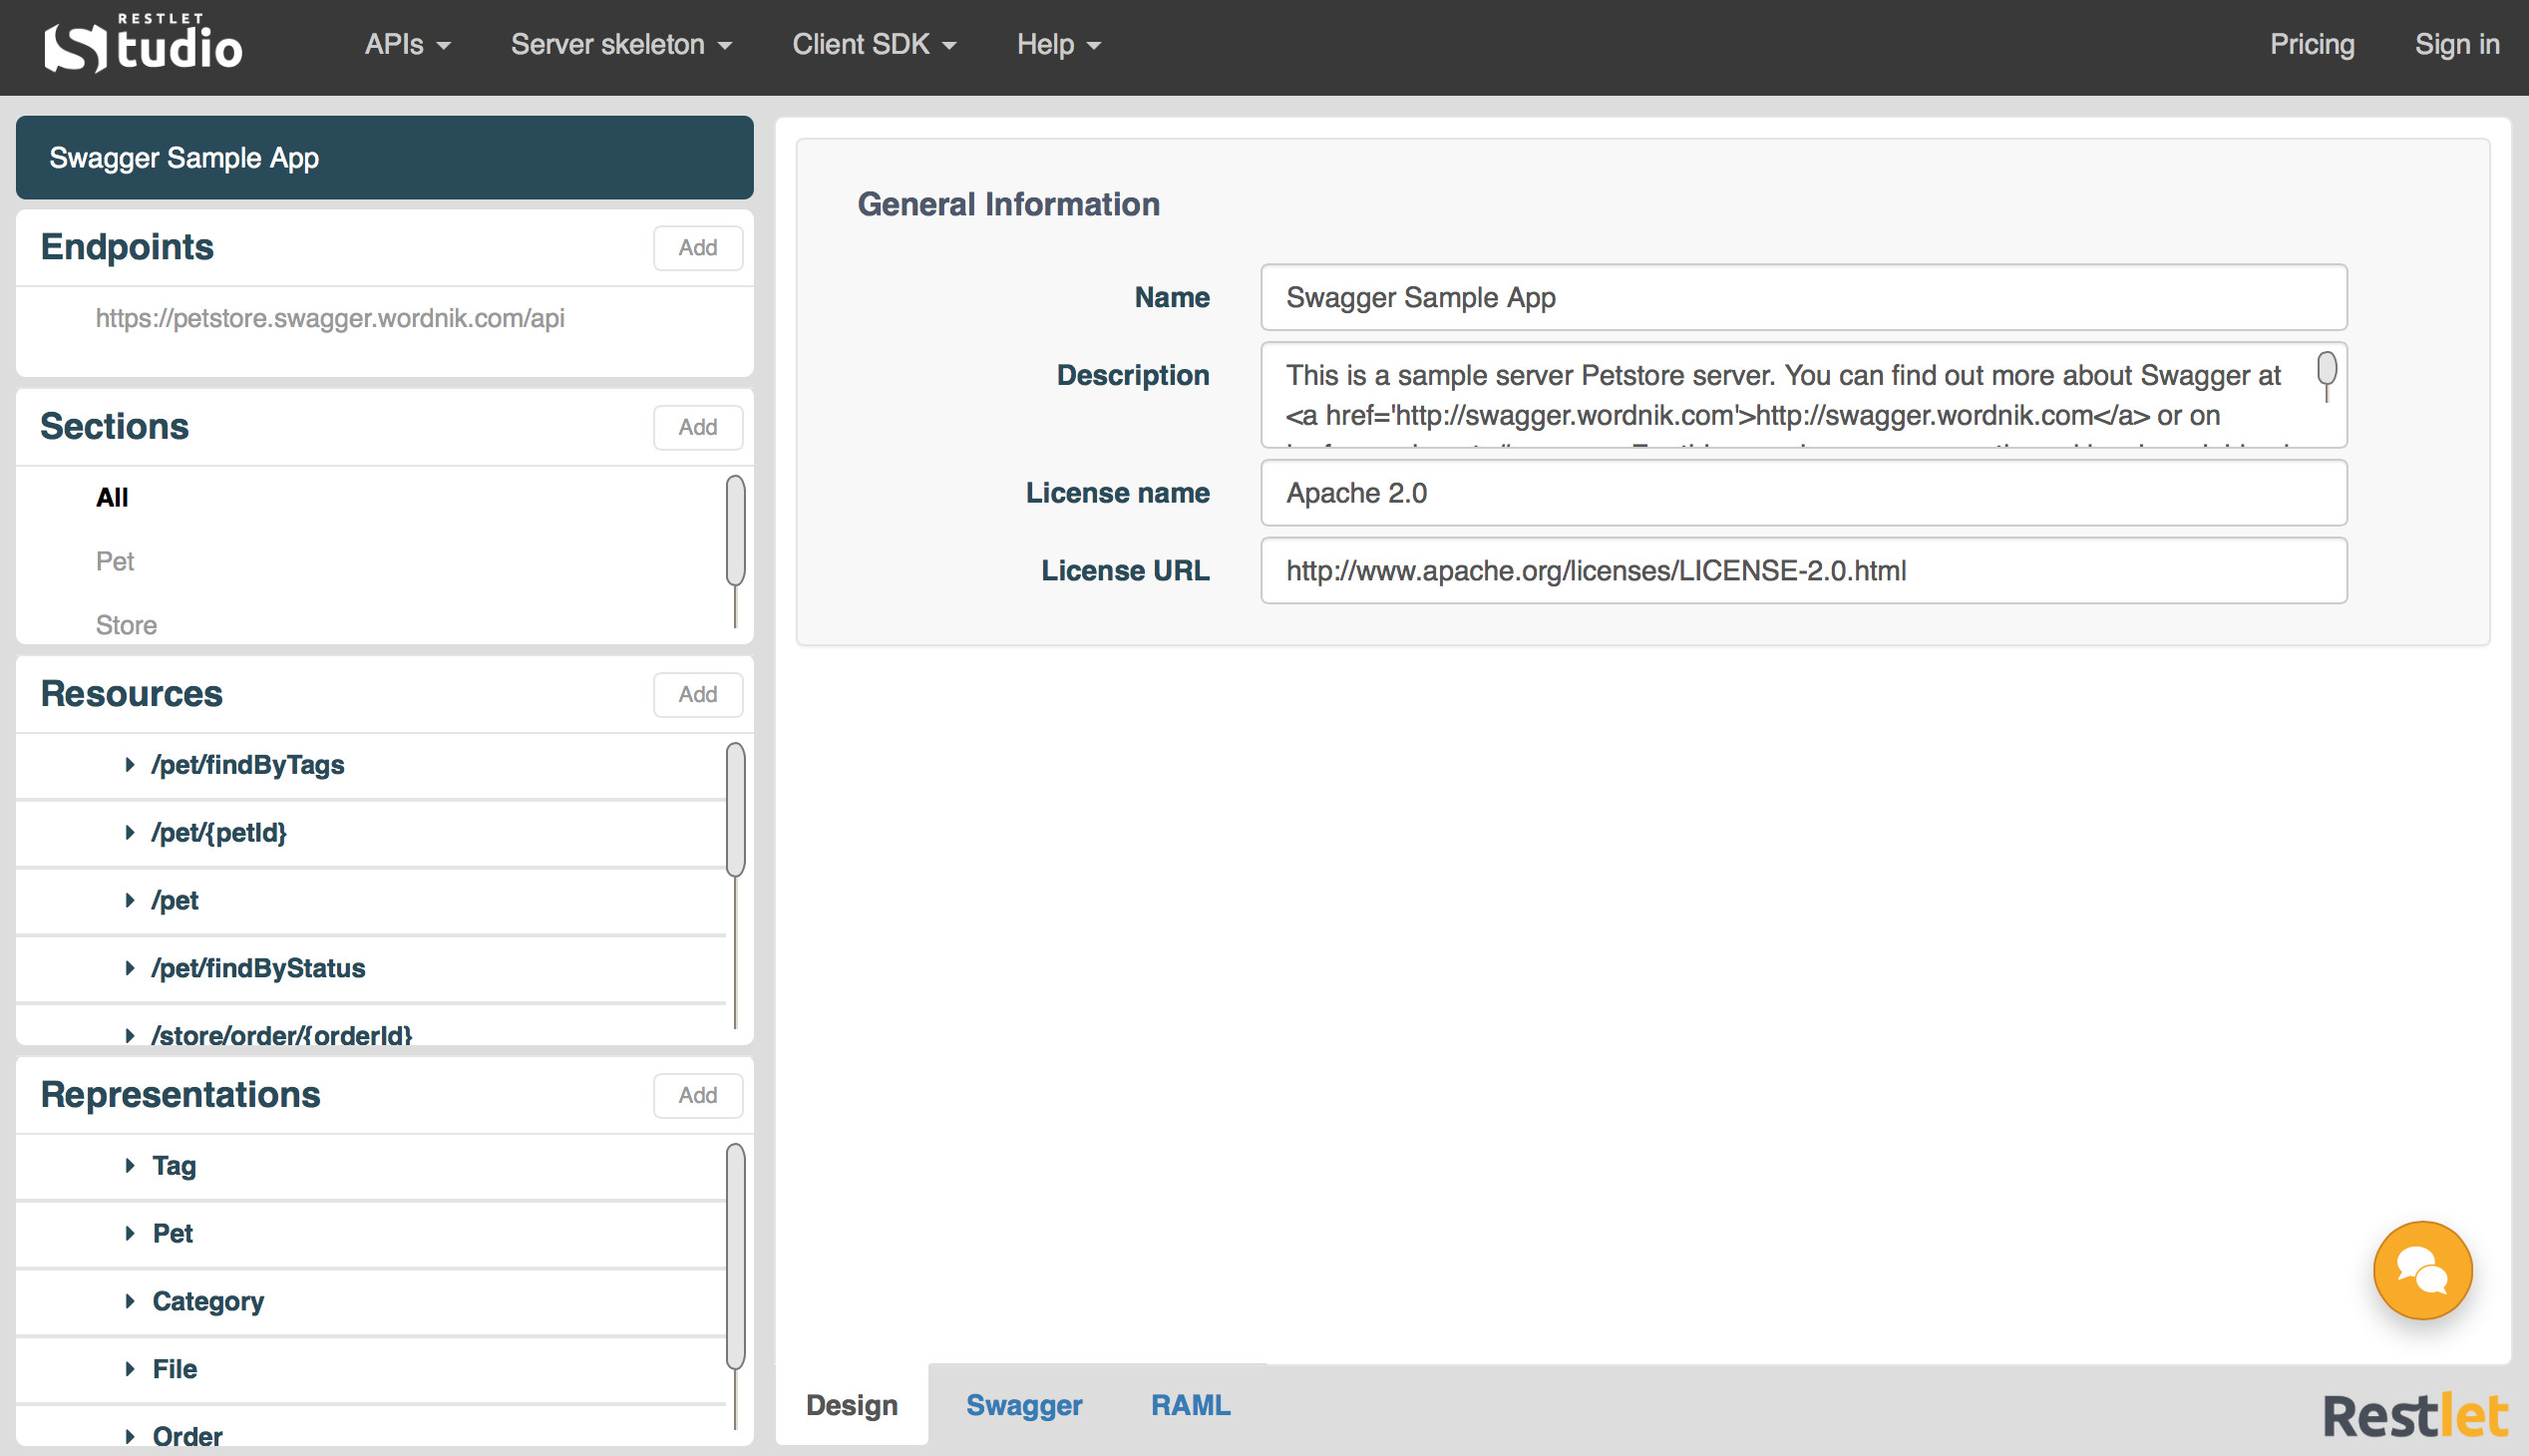 RESTLET
Studio
APIs
Server skeleton
Client SDK
Help
Pricing
Sign in
Swagger Sample App
Endpoints
Add
https://petstore.swagger.wordnik.com/api
Sections
Add
All
Pet
Store
Resources
Add
/pet/findByTags
/pet/{petId}
/pet
/pet/findByStatus
/store/order/{orderId}
Representations
Add
Tag
Pet
Category
File
Order
General Information
Name
Swagger Sample App
Description
This is a sample server Petstore server. You can find out more about Swagger at
<a href='http://swagger.wordnik.com'>http://swagger.wordnik.com</a> or on
License name
Apache 2.0
License URL
http://www.apache.org/licenses/LICENSE-2.0.html
Design
Swagger
RAML
Restlet